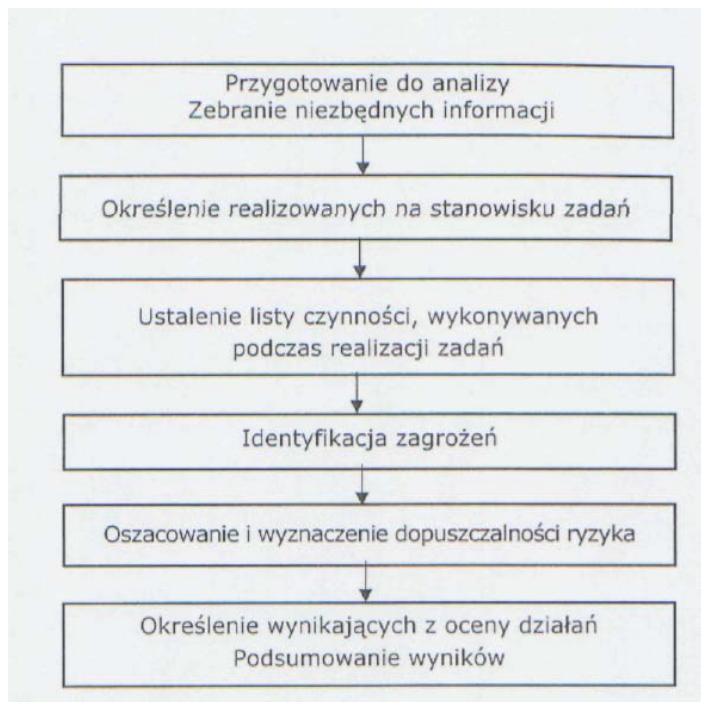 Przygotowanie do analizy
Zebranie niezbędnych informacji
Określenie realizowanych na stanowisku zadań
Ustalenie listy czynności, wykonywanych
podczas realizacji zadań
Identyfikacja zagrożeń
Oszacowanie i wyznaczenie dopuszczalności ryzyka
Określenie wynikających z oceny działań
Podsumowanie wyników